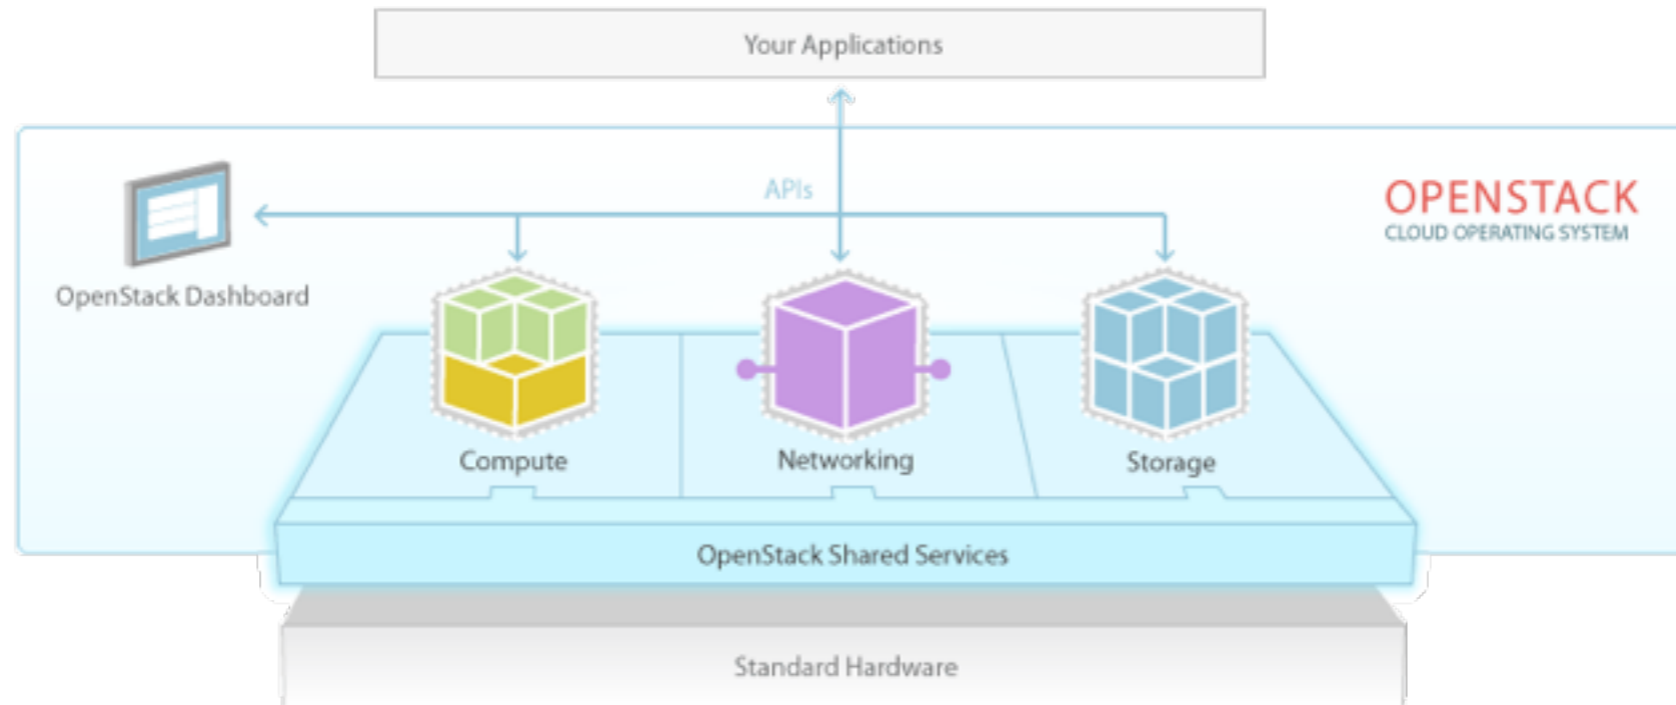 Your Applications
APIs
OPENSTACK
CLOUD OPERATING SYSTEM
OpenStack Dashboard
Compute
Networking
Storage
OpenStack Shared Services
Standard Hardware